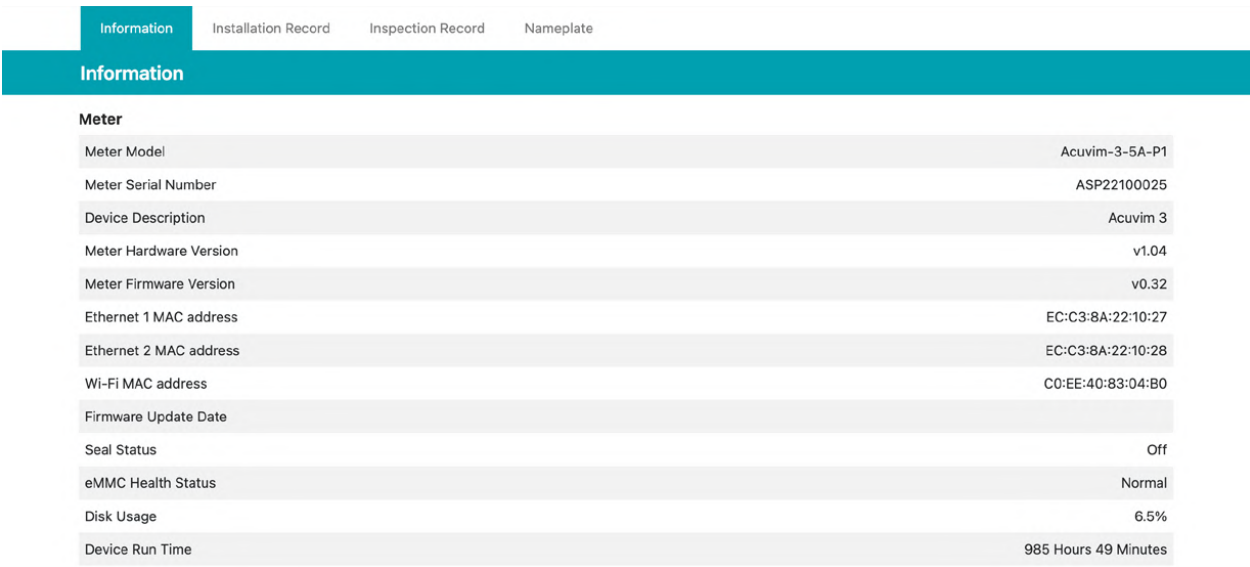 Information Installation Record Inspection Record Nameplate
Information
Meter
Meter Model Acuvim-3-5A-P1
Meter Serial Number ASP22100025
Device Description Acuvim 3
Meter Hardware Version v1.04
Meter Firmware Version v0.32
Ethernet 1 MAC address EC:C3:8A:22:10:27
Ethernet 2 MAC address EC:C3:8A:22:10:28
Wi-Fi MAC address C0:EE:40:83:04:B0
Firmware Update Date
Seal Status Off
eMMC Health Status Normal
Disk Usage 6.5%
Device Run Time 985 Hours 49 Minutes